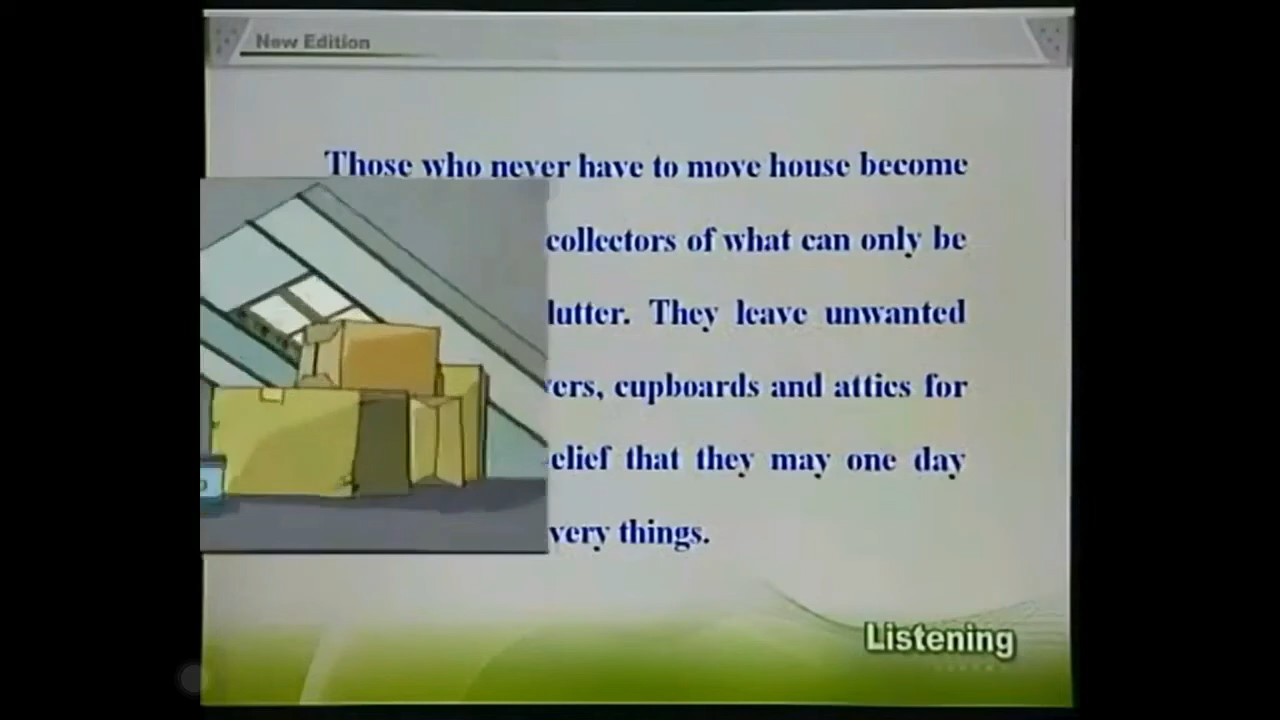 New Edition
Those who never have to move house become
collectors of what can only be
lutter. They leave unwanted
ers, cupboards and attics for
elief that they may one day
very things.
Listening